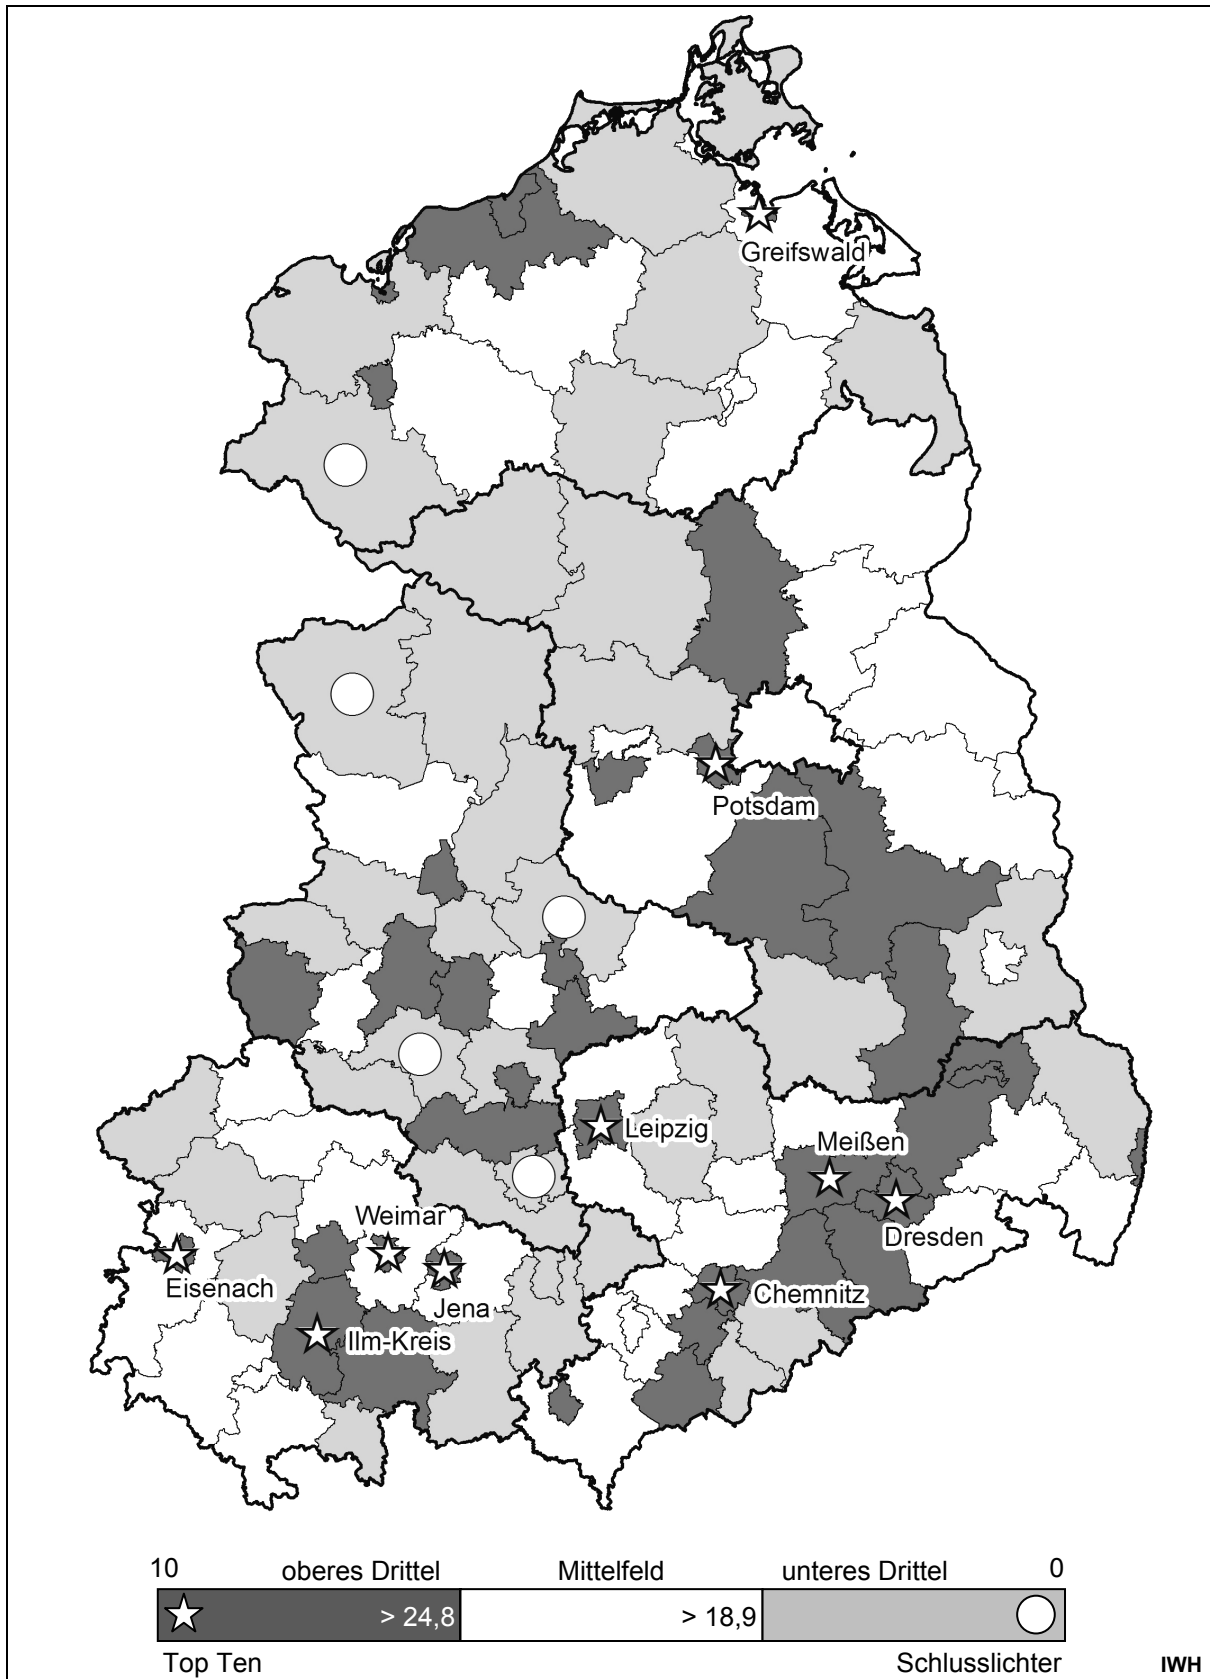 Greifswald
Potsdam
Leipzig
Meißen
Dresden
Weimar
Eisenach
Jena
Chemnitz
Ilm-Kreis
10 oberes Drittel Mittelfeld unteres Drittel 0
> 24,8 > 18,9
Top Ten Schlusslichter IWH